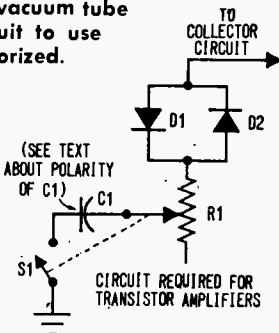 vacuum tube
uit to use
orized.
TO
COLLECTOR
CIRCUIT
D1
D2
(SEE TEXT
ABOUT POLARITY
OF C1)
C1
R1
S1
CIRCUIT REQUIRED FOR
TRANSISTOR AMPLIFIERS